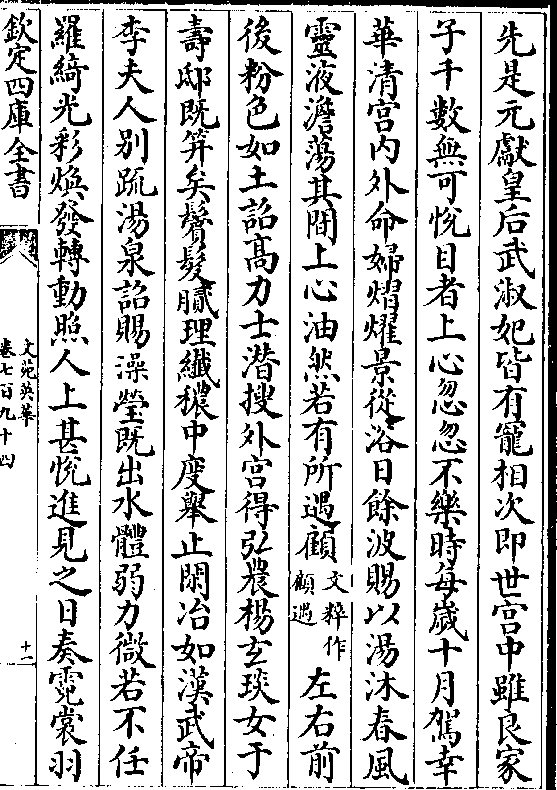 先是元獻皇后武淑妃皆有寵相次即世宫中雖良家
子千數無可悅目者上心忽忽不樂時每歲十月駕幸
華清宫内外命婦熠燿景從浴日餘波賜以湯沐春風
靈液澹蕩其間上心油然若有所遇顧文粹作顧遇左右前
後粉色如土詔髙力士潛搜外宫得弘農楊玄琰女于
壽邸既笄矣鬢髮膩理纖穠中度舉止閑冶如漢武帝
李夫人别疏湯泉詔賜澡瑩既出水體弱力微若不任
羅綺光彩煥發轉動照人上甚悅進見之日奏霓裳羽
欽定四庫全書
文苑英華
卷七百九十四
十一